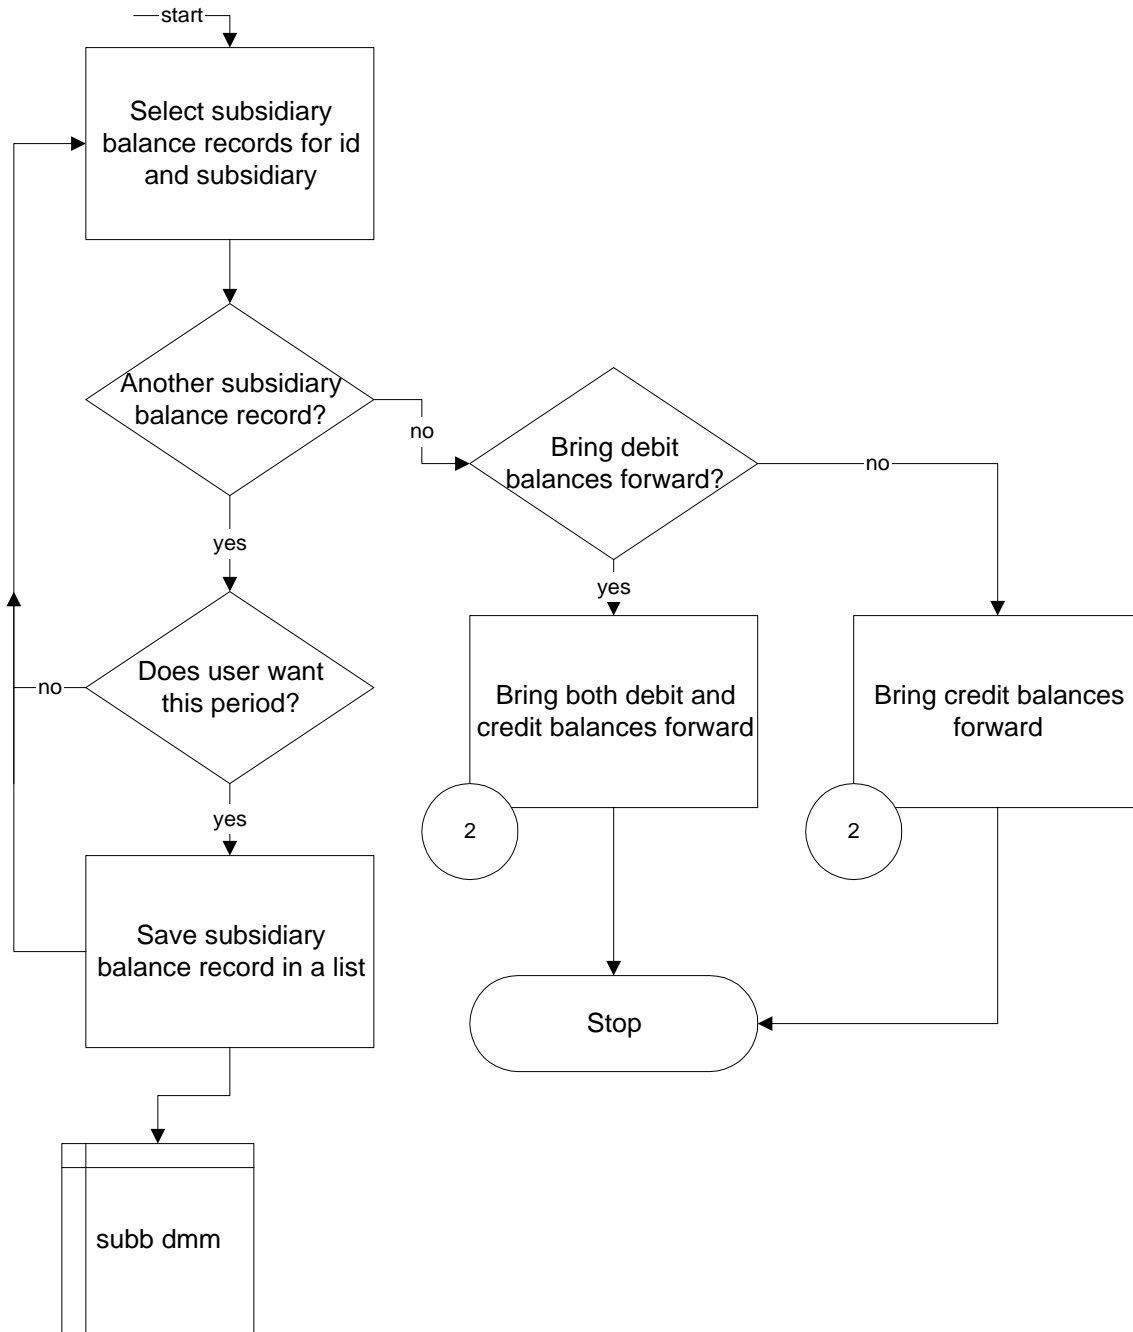 start
Select subsidiary
balance records for id
and subsidiary
Another subsidiary
balance record?
no
Bring debit
balances forward?
no
yes
yes
Does user want
this period?
no
Bring both debit and
credit balances forward
Bring credit balances
forward
yes
2
2
Save subsidiary
balance record in a list
Stop
subb dmm